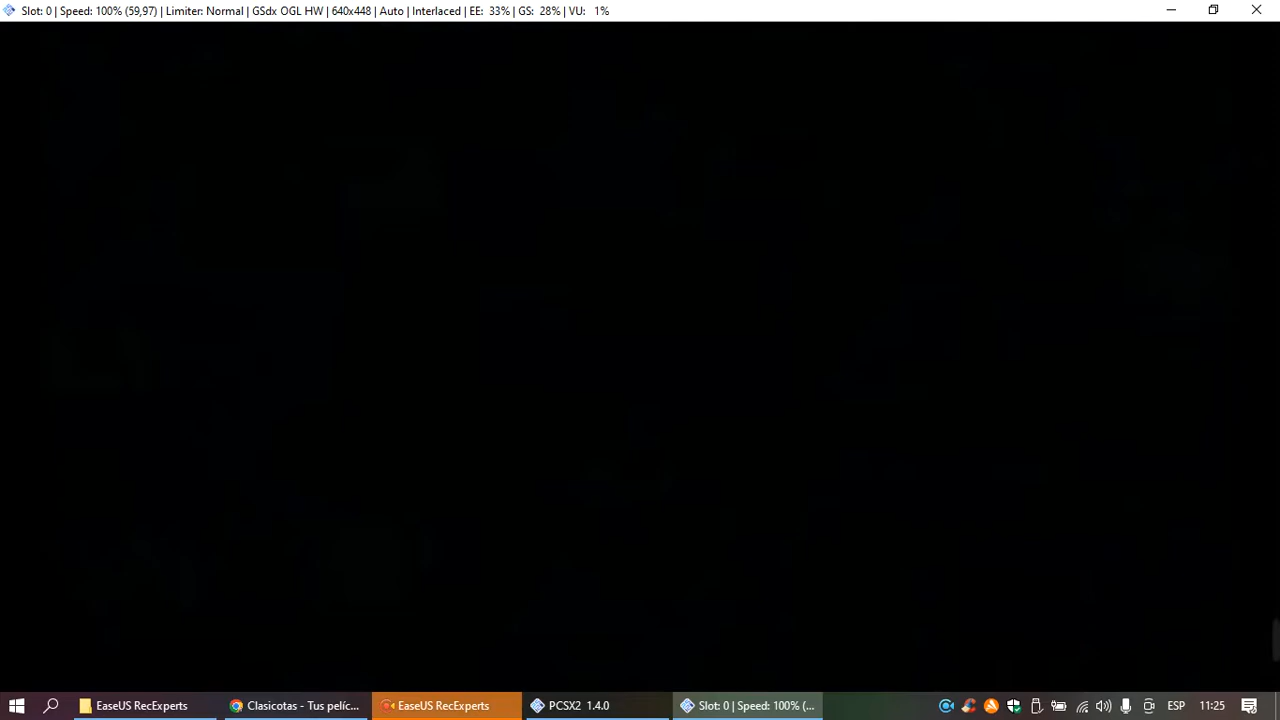 Slot: 0 | Speed: 100% (59,97) | Limiter: Normal | GSdx OGL HW | 640x448 | Auto | Interlaced | EE: 33% | GS: 28% | VU: 1%
EaseUS RecExperts
Clasicotas - Tus pelíc...
EaseUS RecExperts
PCSX2 1.4.0
Slot: 0 | Speed: 100% (...
ESP
11:25